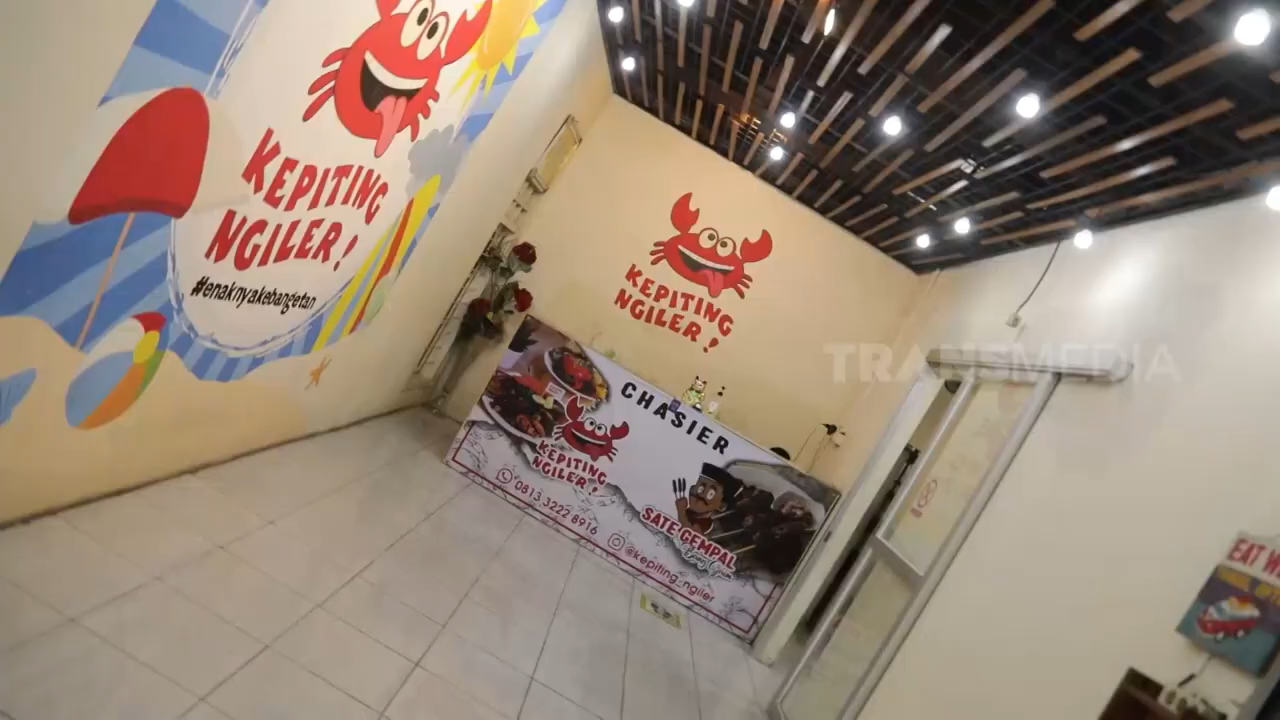 KEPITING
NGILER!
#enaknyakebangetan
KEPITING
NGILER!
TRANSMEDIA
CHASIER
KEPITING
NGILER!
0813 3222 8916
SATE GEMPAL
@kepiting_ngiler
EAT